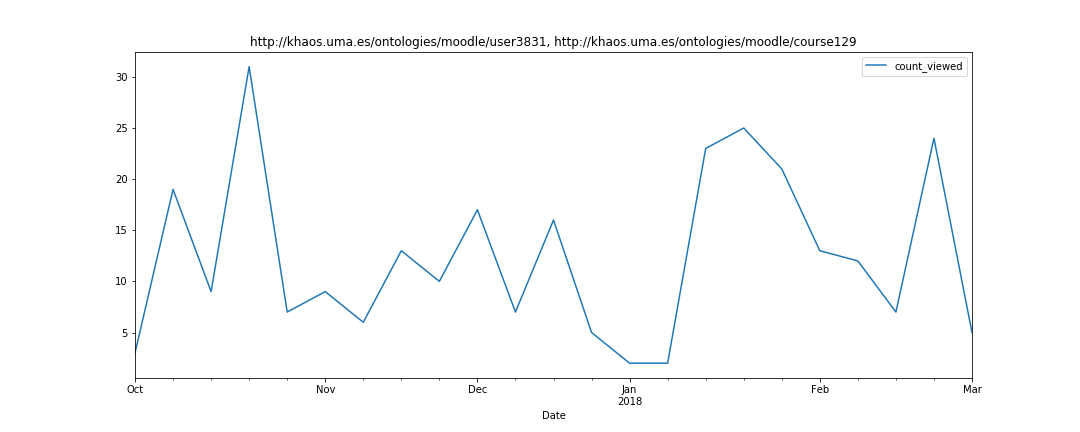 http://khaos.uma.es/ontologies/moodle/user3831, http://khaos.uma.es/ontologies/moodle/course129
count_viewed
30
25
20
15
10
5
Oct Nov Dec Jan Feb Mar
2018
Date